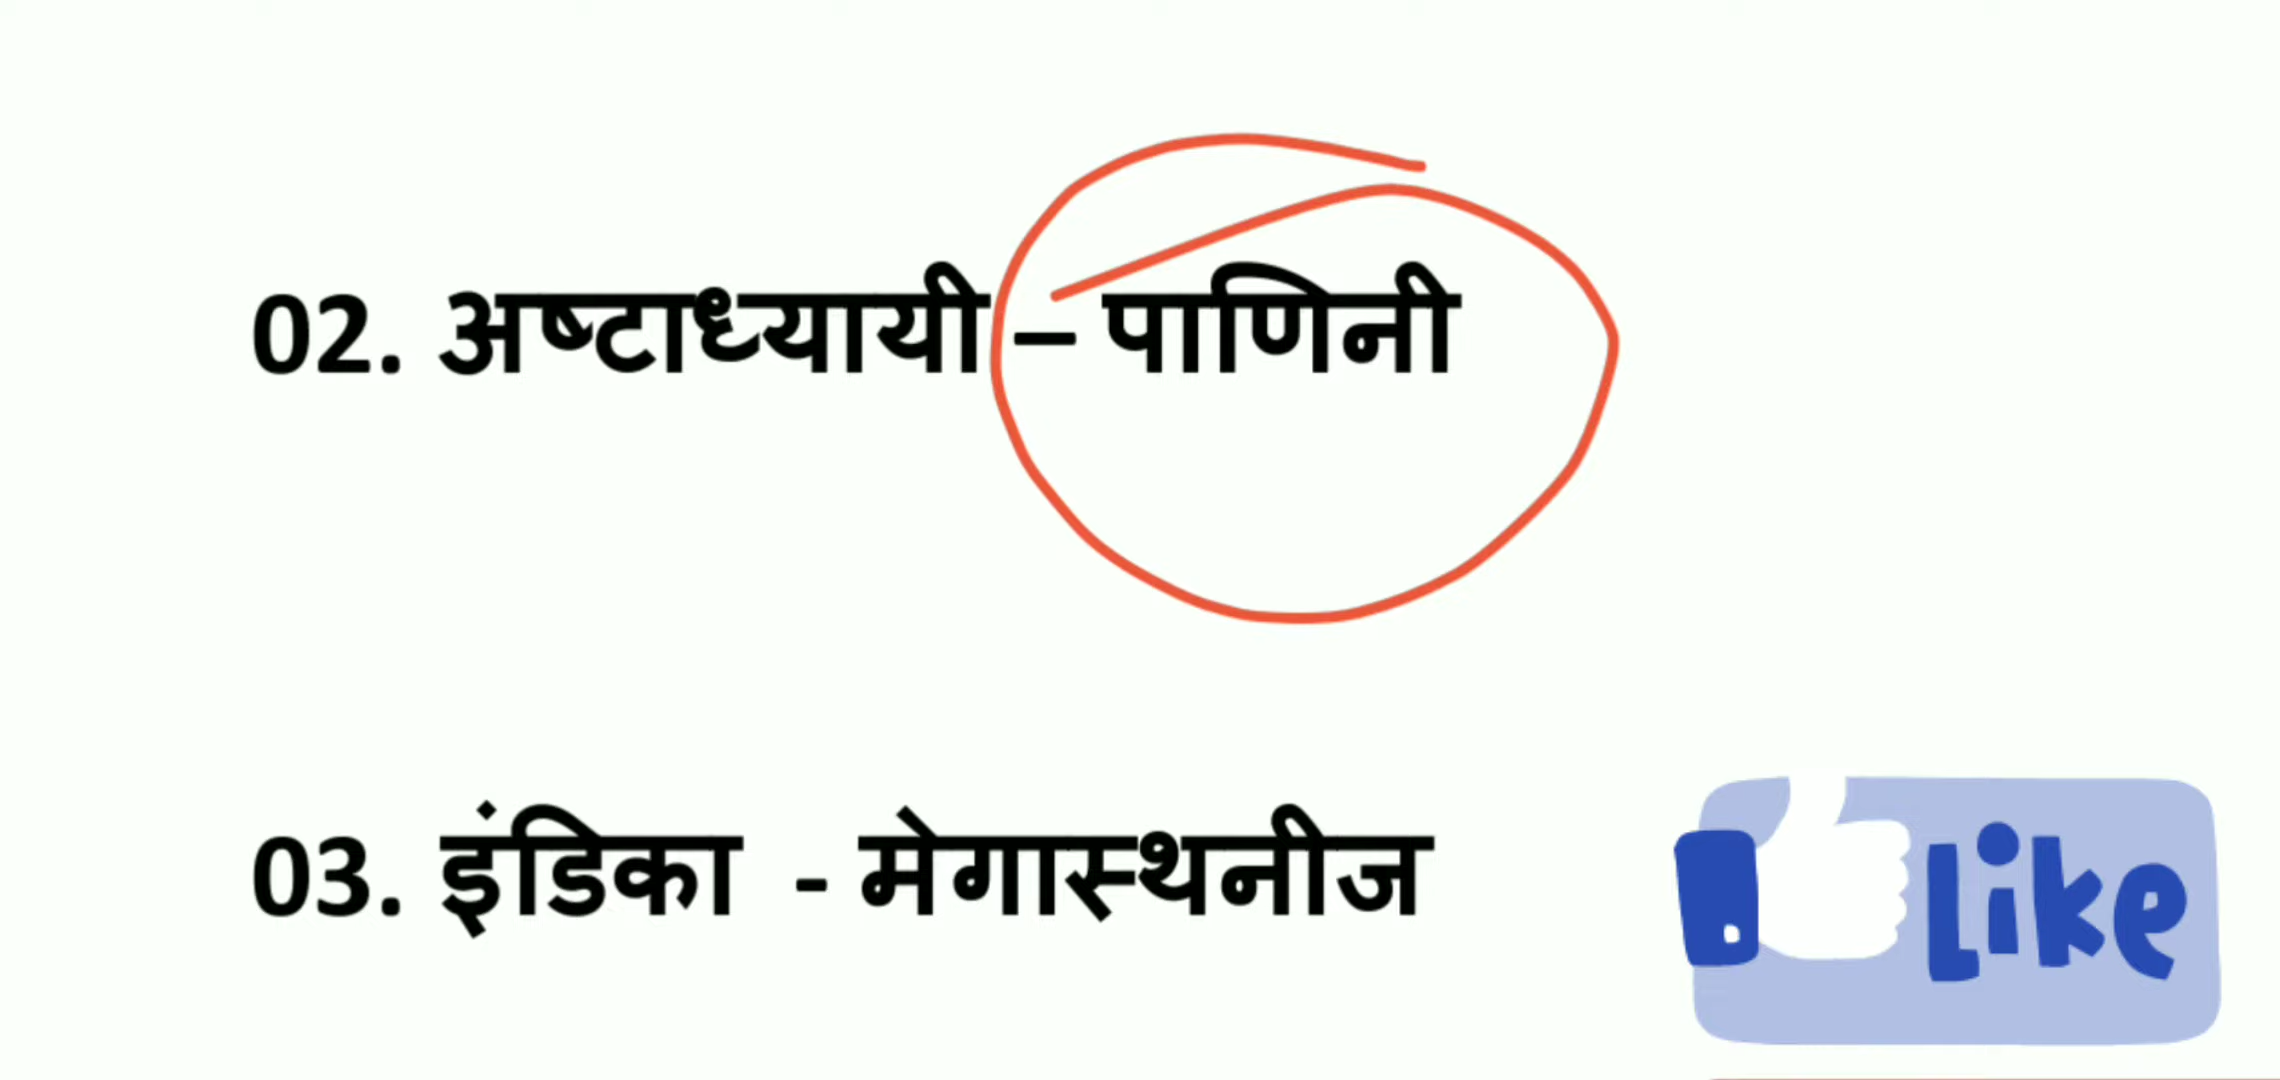 02. अष्टाध्यायी – पाणिनी
03. इंडिका - मेगास्थनीज
Like